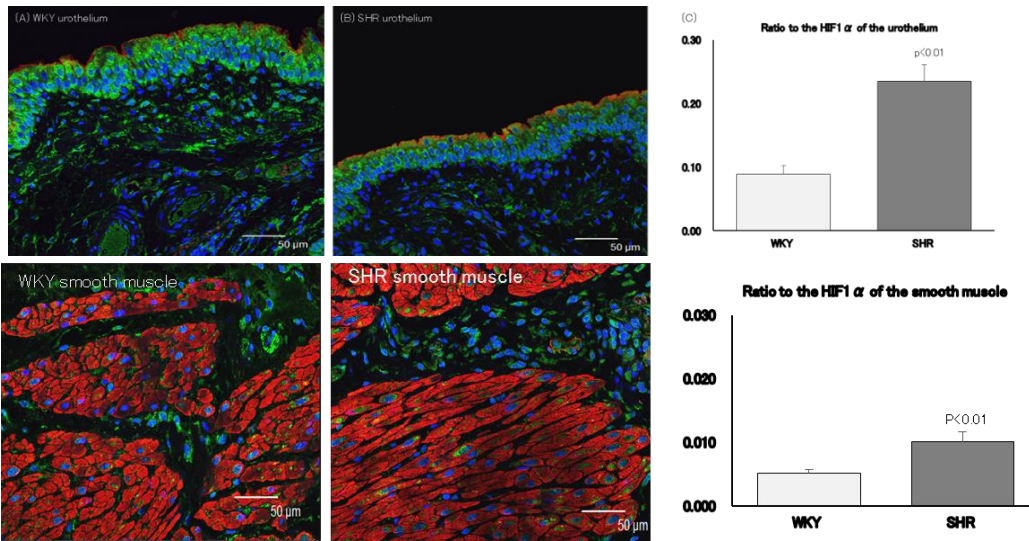 (A) WKY urothelium
50 μm
(B) SHR urothelium
50 μm
(C)
Ratio to the HIF1 α of the urothelium
0.30
0.20
0.10
0.00
p<0.01
WKY SHR
WKY smooth muscle
50 μm
SHR smooth muscle
50 μm
Ratio to the HIF1 α of the smooth muscle
0.030
0.020
0.010
0.000
P<0.01
WKY SHR